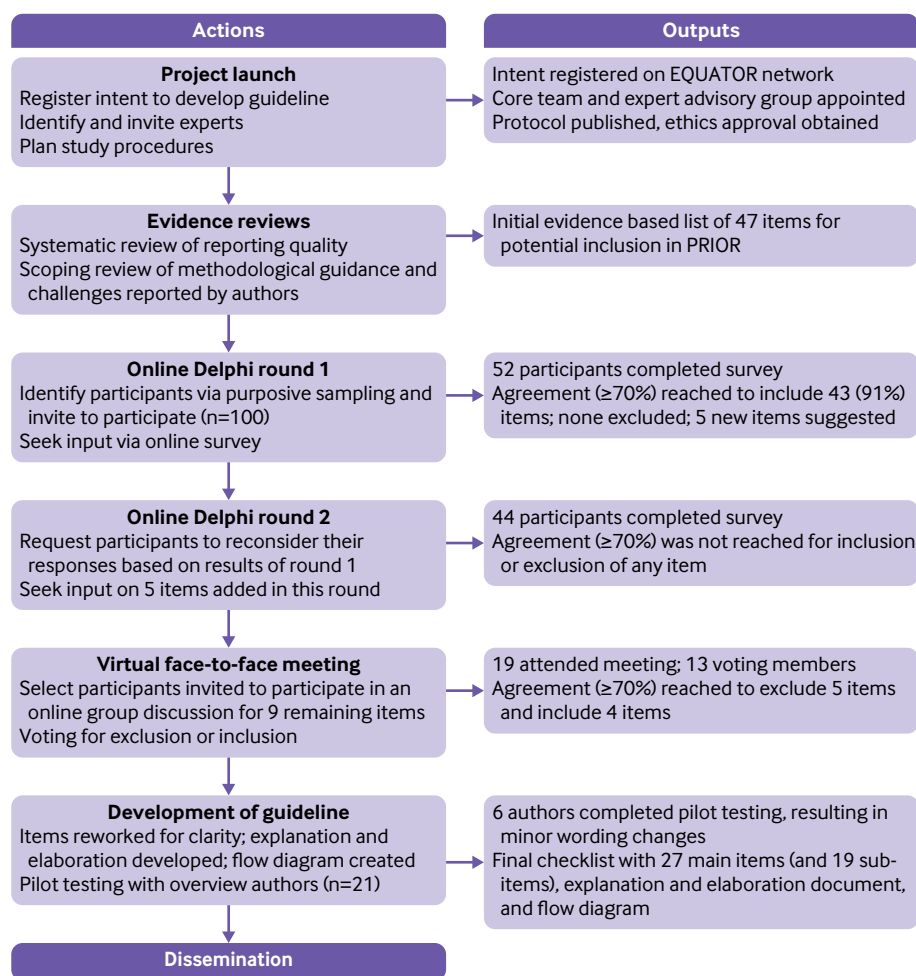 Actions
Outputs
Project launch
Register intent to develop guideline
Identify and invite experts
Plan study procedures
Intent registered on EQUATOR network
Core team and expert advisory group appointed
Protocol published, ethics approval obtained
Evidence reviews
Systematic review of reporting quality
Scoping review of methodological guidance and
challenges reported by authors
Initial evidence based list of 47 items for
potential inclusion in PRIOR
Online Delphi round 1
Identify participants via purposive sampling and
invite to participate (n=100)
Seek input via online survey
52 participants completed survey
Agreement (≥70%) reached to include 43 (91%)
items; none excluded; 5 new items suggested
Online Delphi round 2
Request participants to reconsider their
responses based on results of round 1
Seek input on 5 items added in this round
44 participants completed survey
Agreement (≥70%) was not reached for inclusion
or exclusion of any item
Virtual face-to-face meeting
Select participants invited to participate in an
online group discussion for 9 remaining items
Voting for exclusion or inclusion
19 attended meeting; 13 voting members
Agreement (≥70%) reached to exclude 5 items
and include 4 items
Development of guideline
Items reworked for clarity; explanation and
elaboration developed; flow diagram created
Pilot testing with overview authors (n=21)
6 authors completed pilot testing, resulting in
minor wording changes
Final checklist with 27 main items (and 19 sub-
items), explanation and elaboration document,
and flow diagram
Dissemination